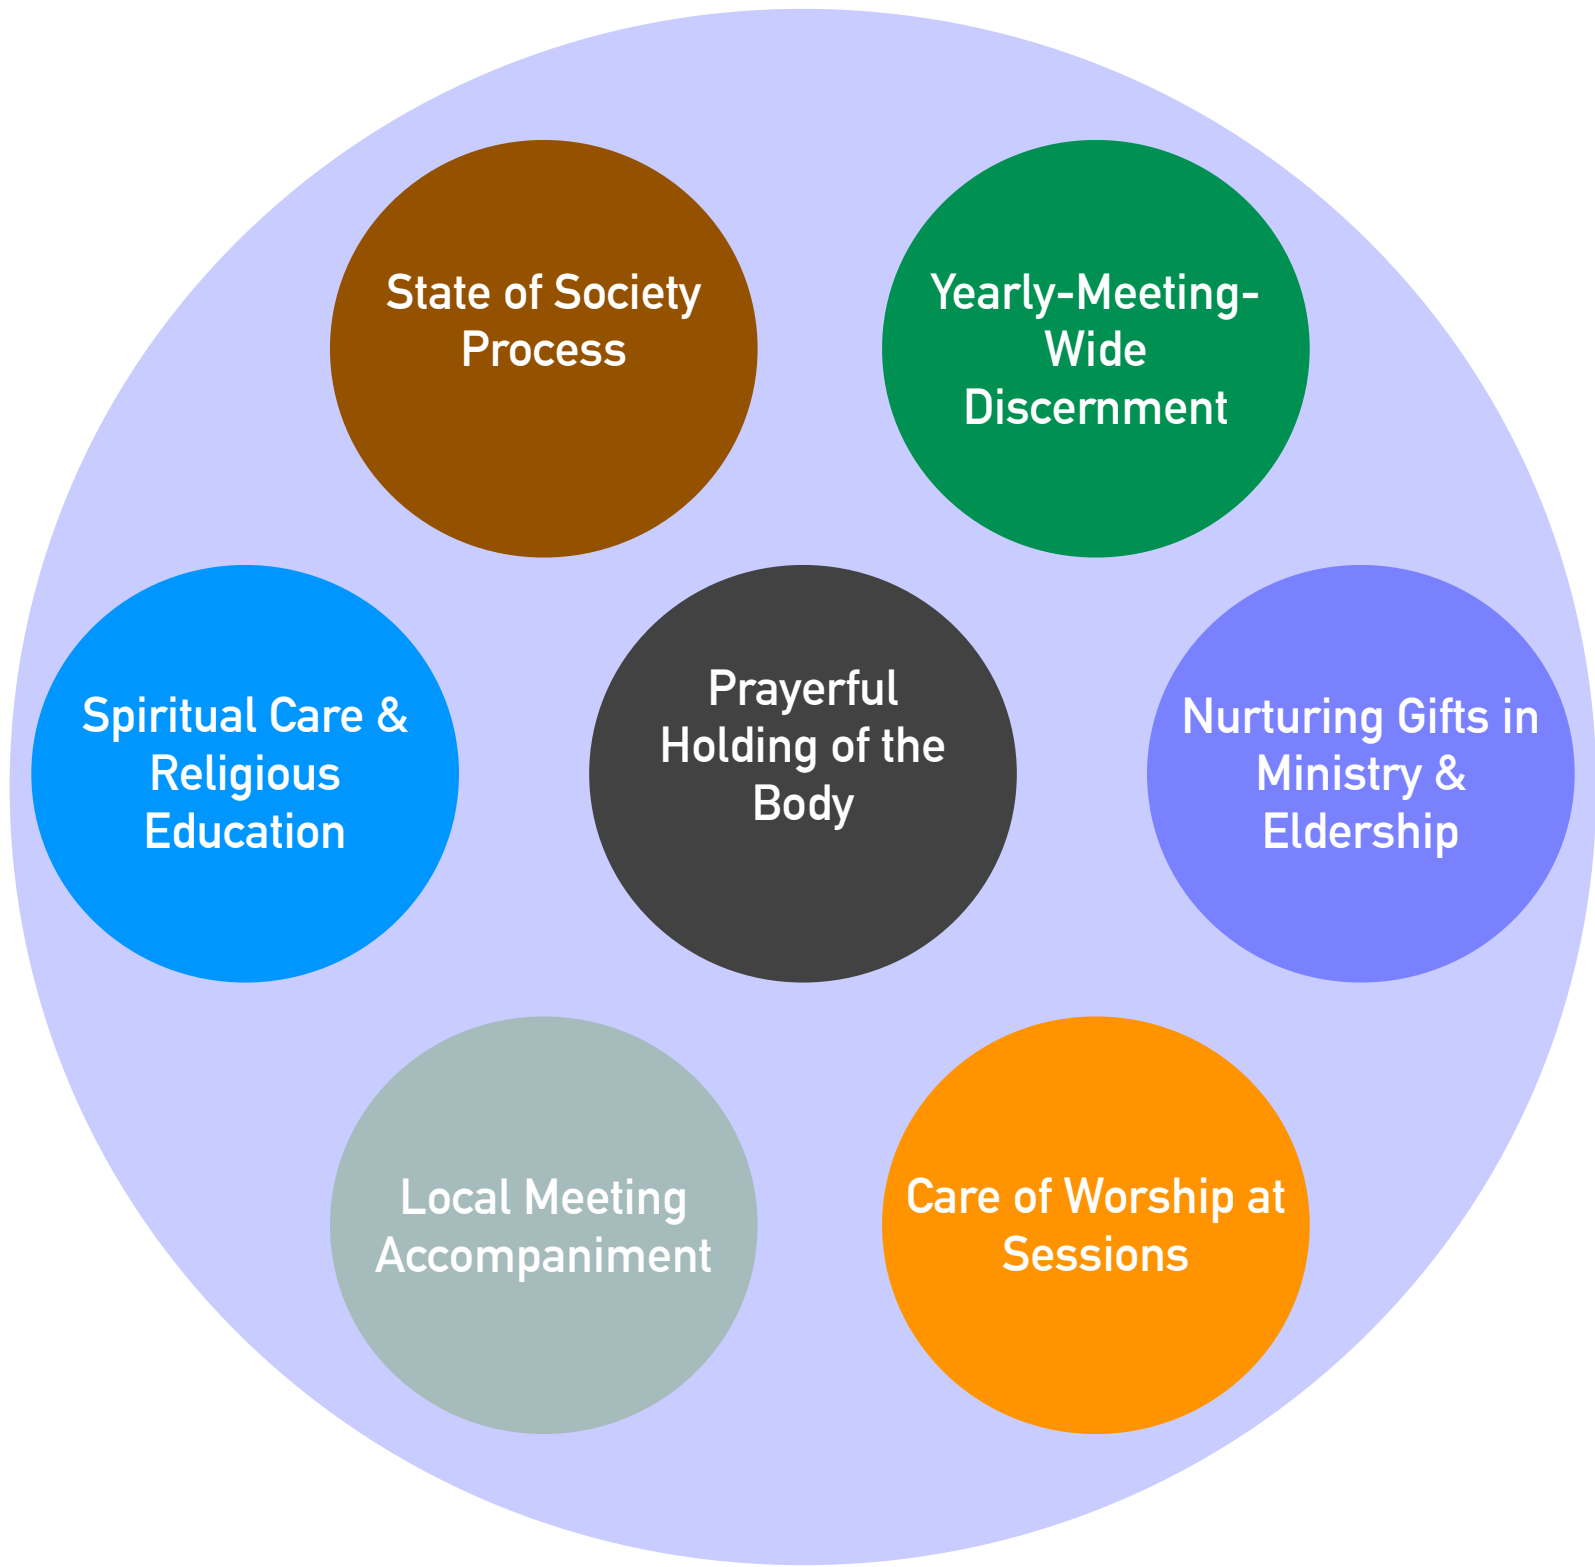 State of Society
Process
Yearly-Meeting-
Wide
Discernment
Spiritual Care &
Religious
Education
Prayerful
Holding of the
Body
Nurturing Gifts in
Ministry &
Eldership
Local Meeting
Accompaniment
Care of Worship at
Sessions